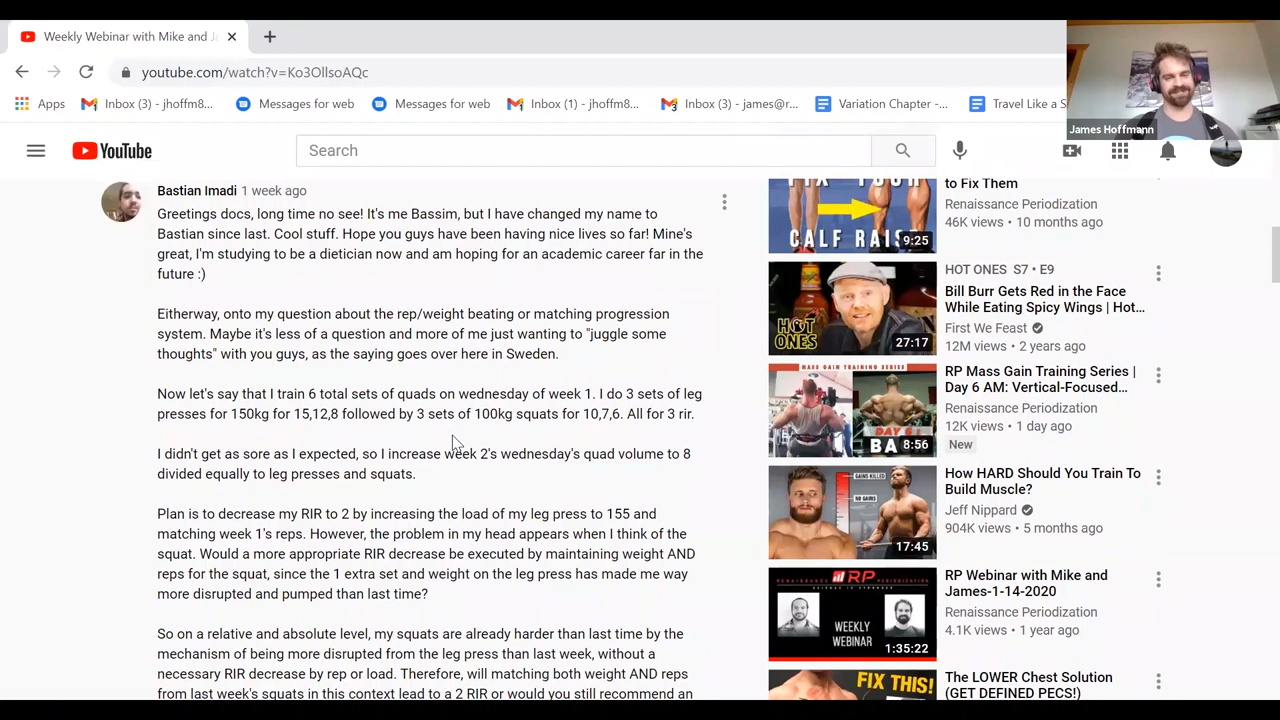 Weekly Webinar with Mike and J
youtube.com/watch?v=Ko3OllsoAQc
Apps
Inbox (3) - jhoffm8...
Messages for web
Messages for web
Inbox (1) - jhoffm8...
Inbox (3) - james@r...
Variation Chapter -...
Travel Like a S
James Hoffmann
YouTube
Search
Bastian Imadi 1 week ago
Greetings docs, long time no see! It's me Bassim, but I have changed my name to
Bastian since last. Cool stuff. Hope you guys have been having nice lives so far! Mine's
great, I'm studying to be a dietician now and am hoping for an academic career far in the
future :)
Eitherway, onto my question about the rep/weight beating or matching progression
system. Maybe it's less of a question and more of me just wanting to "juggle some
thoughts" with you guys, as the saying goes over here in Sweden.
Now let's say that I train 6 total sets of quads on wednesday of week 1. I do 3 sets of leg
presses for 150kg for 15,12,8 followed by 3 sets of 100kg squats for 10,7,6. All for 3 rir.
I didn't get as sore as I expected, so I increase week 2's wednesday's quad volume to 8
divided equally to leg presses and squats.
Plan is to decrease my RIR to 2 by increasing the load of my leg press to 155 and
matching week 1's reps. However, the problem in my head appears when I think of the
squat. Would a more appropriate RIR decrease be executed by maintaining weight AND
reps for the squat, since the 1 extra set and weight on the leg press has made me way
more disrupted and pumped than last time?
So on a relative and absolute level, my squats are already harder than last time by the
mechanism of being more disrupted from the leg press than last week, without a
necessary RIR decrease by rep or load. Therefore, will matching both weight AND reps
from last week's squats in this context lead to a 2 RIR or would you still recommend an
FIX YOUR
CALF RAIS
9:25
to Fix Them
Renaissance Periodization
46K views • 10 months ago
HOT ONES
27:17
HOT ONES S7 • E9
Bill Burr Gets Red in the Face
While Eating Spicy Wings | Hot...
First We Feast
12M views • 2 years ago
MASS GAIN TRAINING SERIES
DAY 6 AM:
BA
8:56
RP Mass Gain Training Series |
Day 6 AM: Vertical-Focused...
Renaissance Periodization
12K views • 1 day ago
New
GAINS KILLED
NO GAINS
17:45
How HARD Should You Train To
Build Muscle?
Jeff Nippard
904K views • 5 months ago
RENAISSANCE RP PERIODIZATION
WEEKLY
WEBINAR
1:35:22
RP Webinar with Mike and
James-1-14-2020
Renaissance Periodization
4.1K views • 1 year ago
FIX THIS!
The LOWER Chest Solution
(GET DEFINED PECS!)